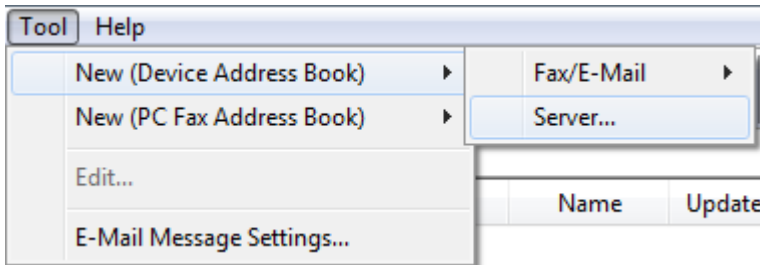 Tool Help
New (Device Address Book)
Fax/E-Mail
New (PC Fax Address Book)
Server...
Edit...
Name Update
E-Mail Message Settings...